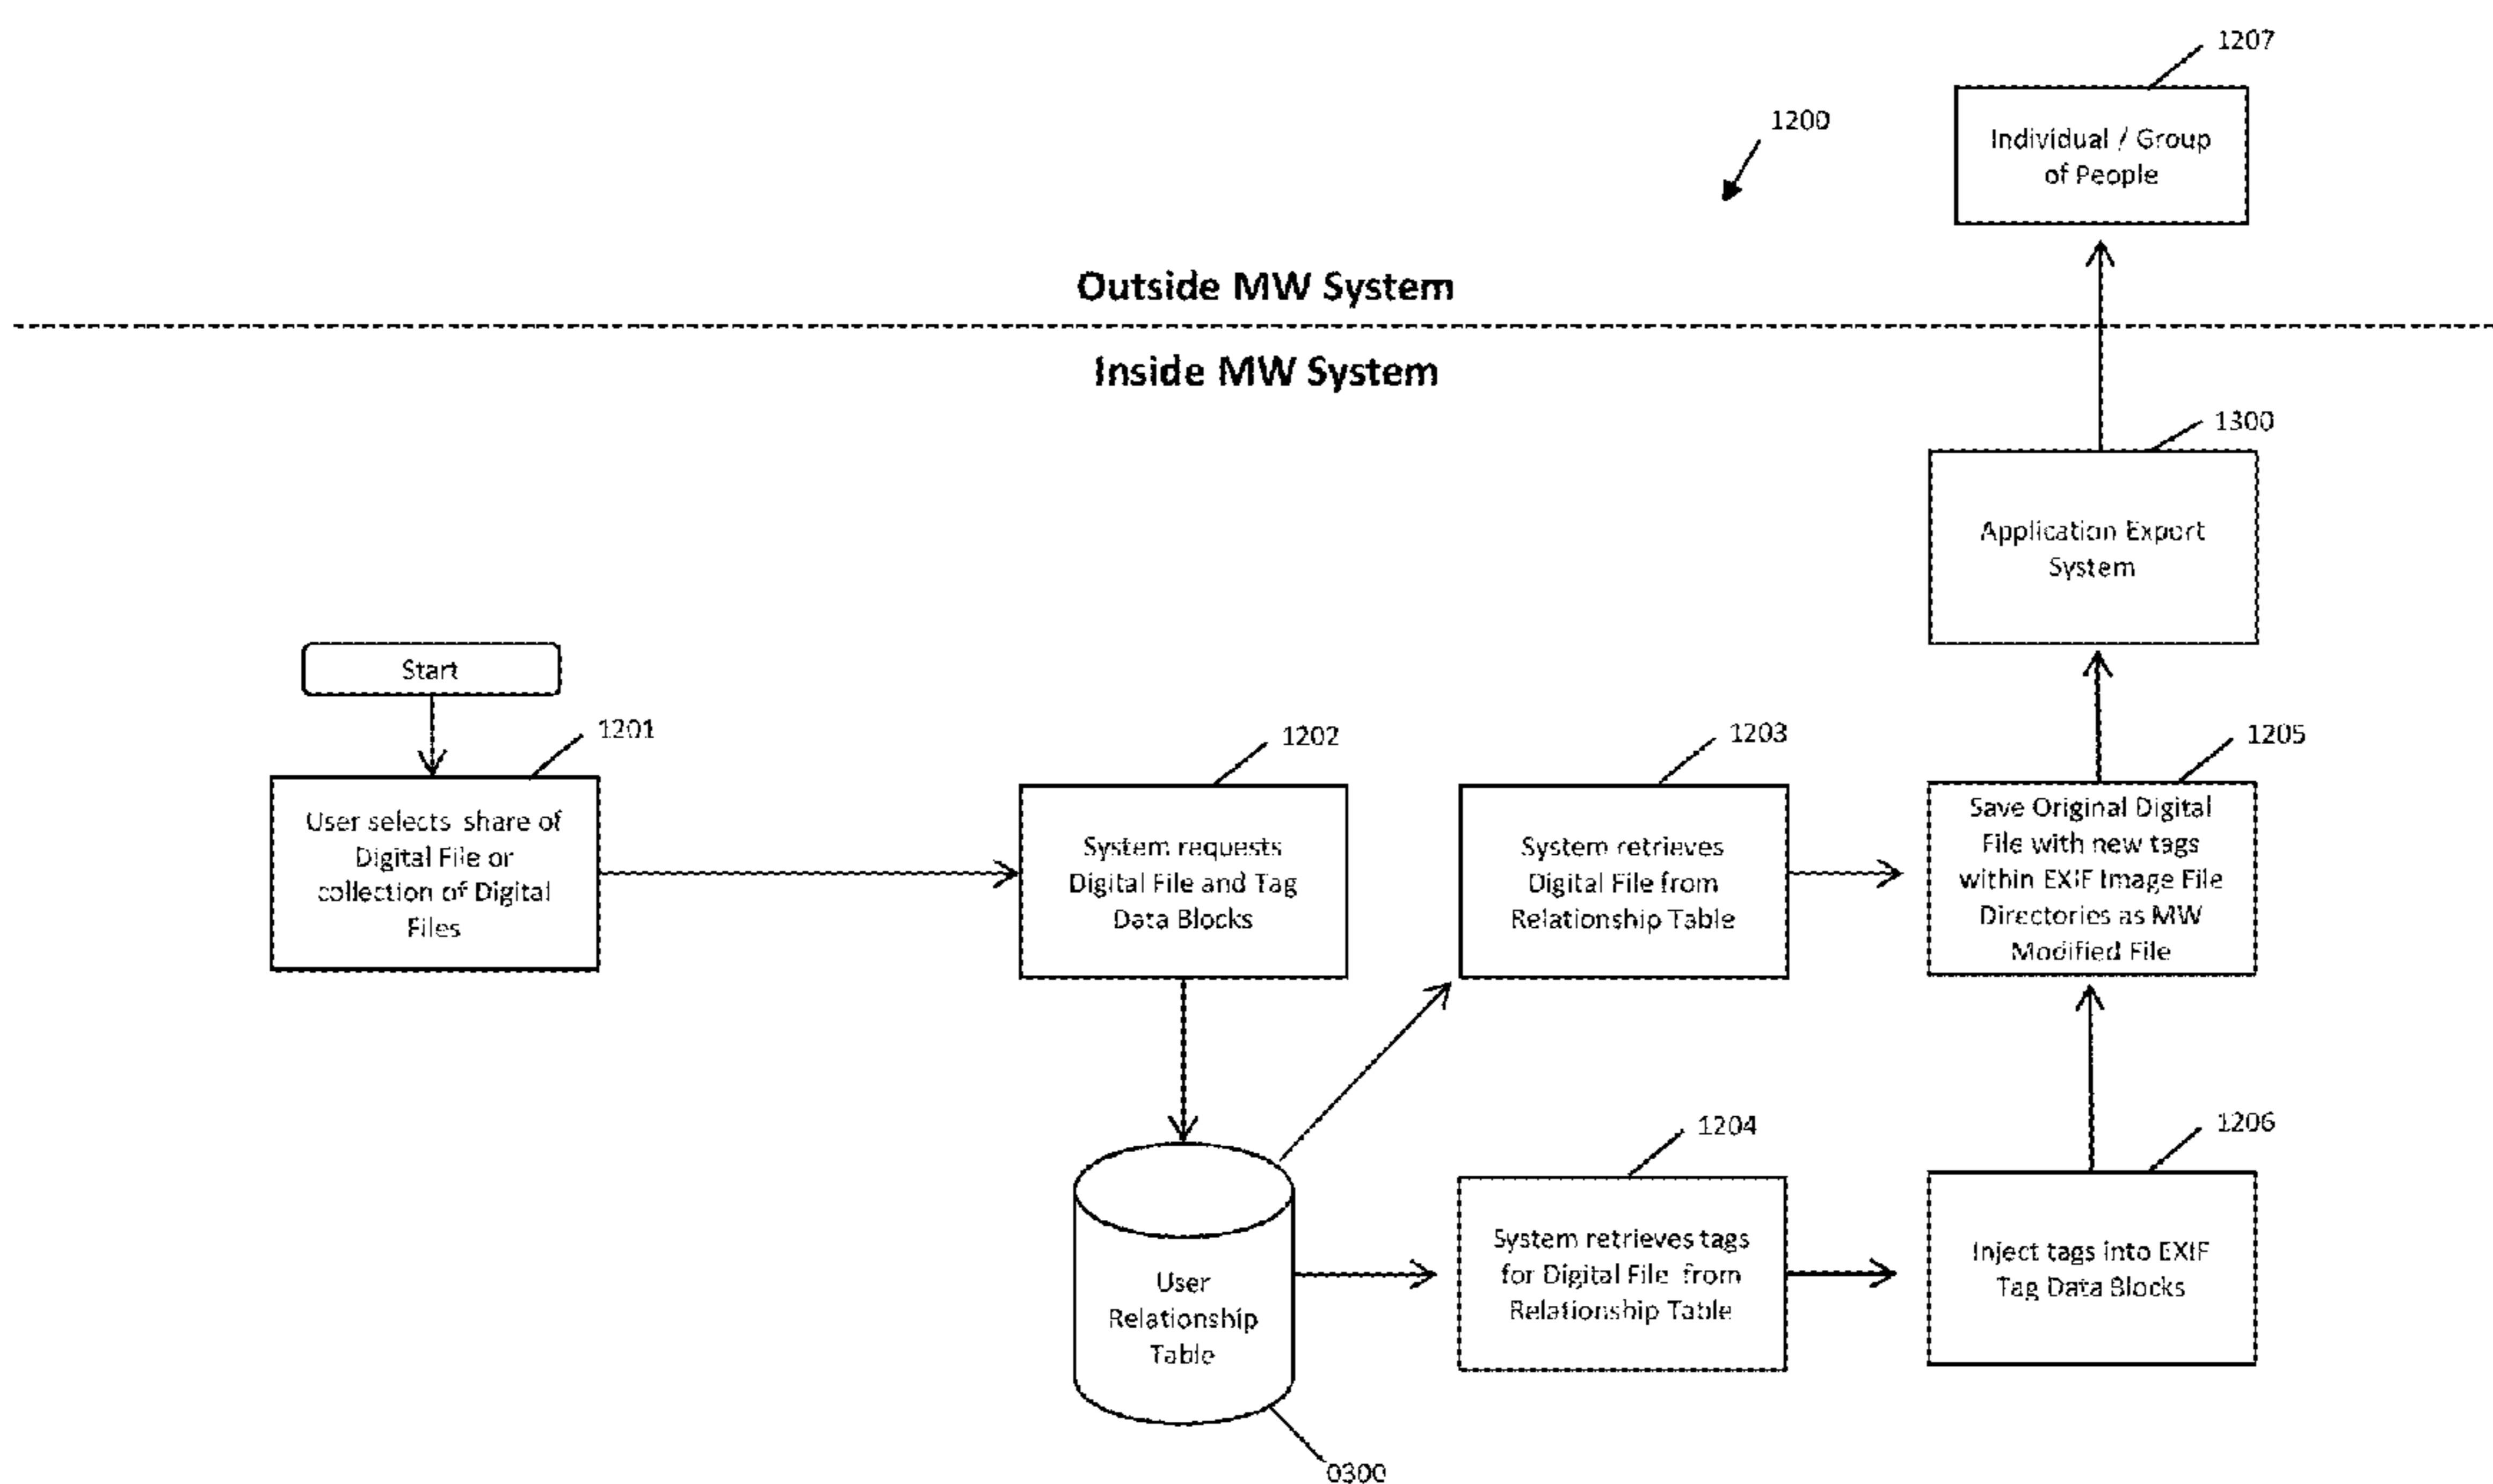 1207
Individual / Group
of People
1200
Outside MW System
Inside MW System
1300
Application Export
System
Start
1201
User selects share of
Digital File or
collection of Digital
Files
1202
System requests
Digital File and Tag
Data Blocks
1203
System retrieves
Digital File from
Relationship Table
1205
Save Original Digital
File with new tags
within EXIF Image File
Directories as MW
Modified File
User
Relationship
Table
0300
1204
System retrieves tags
for Digital File from
Relationship Table
1206
Inject tags into EXIF
Tag Data Blocks